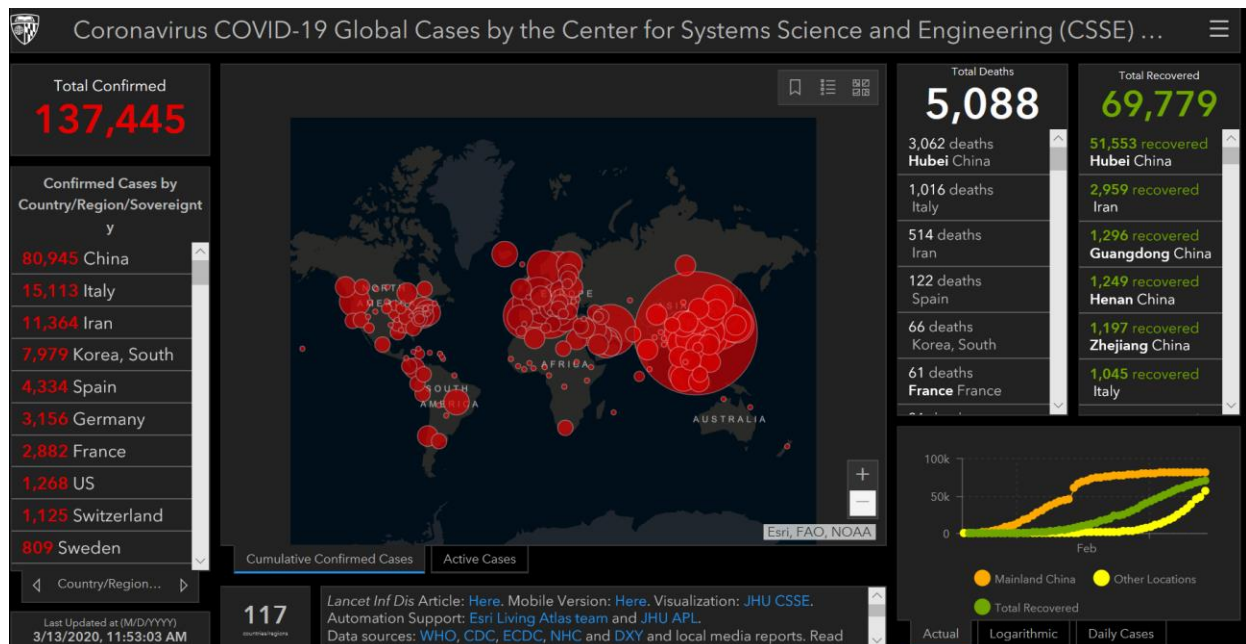 Coronavirus COVID-19 Global Cases by the Center for Systems Science and Engineering (CSSE) ...
Total Confirmed
137,445
Confirmed Cases by
Country/Region/Sovereignt
y
80,945 China
15,113 Italy
11,364 Iran
7,979 Korea, South
4,334 Spain
3,156 Germany
2,882 France
1,268 US
1,125 Switzerland
809 Sweden
Country/Region...
Last Updated at (M/D/YYYY)
3/13/2020, 11:53:03 AM
NORTH
AMERICA
SOUTH
AMERICA
EUROPE
AFRICA
ASIA
AUSTRALIA
+
−
Esri, FAO, NOAA
Cumulative Confirmed Cases
Active Cases
117
countries/regions
Lancet Inf Dis Article: Here. Mobile Version: Here. Visualization: JHU CSSE.
Automation Support: Esri Living Atlas team and JHU APL.
Data sources: WHO, CDC, ECDC, NHC and DXY and local media reports. Read
Total Deaths
5,088
3,062 deaths
Hubei China
1,016 deaths
Italy
514 deaths
Iran
122 deaths
Spain
66 deaths
Korea, South
61 deaths
France France
Total Recovered
69,779
51,553 recovered
Hubei China
2,959 recovered
Iran
1,296 recovered
Guangdong China
1,249 recovered
Henan China
1,197 recovered
Zhejiang China
1,045 recovered
Italy
100k
50k
0
Feb
Mainland China
Other Locations
Total Recovered
Actual
Logarithmic
Daily Cases